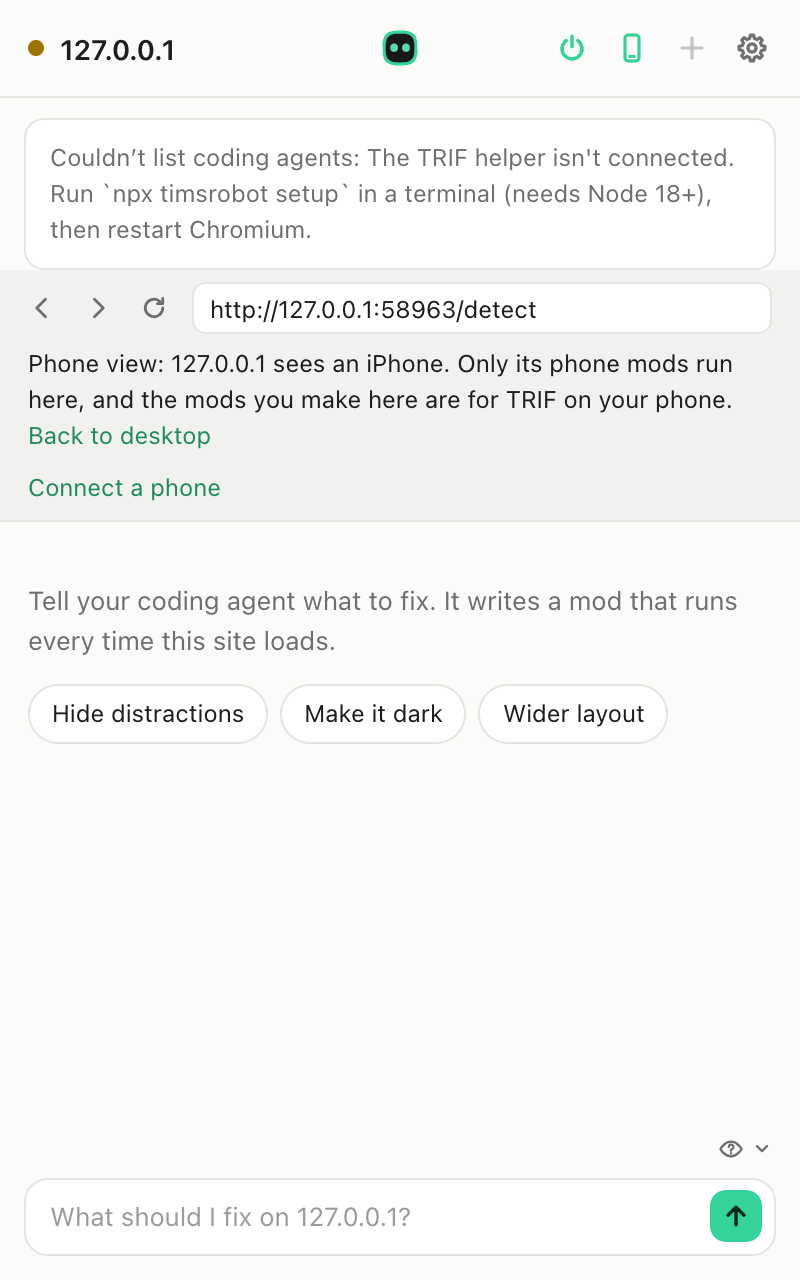 127.0.0.1
Couldn’t list coding agents: The TRIF helper isn't connected.
Run `npx timsrobot setup` in a terminal (needs Node 18+),
then restart Chromium.
http://127.0.0.1:58963/detect
Phone view: 127.0.0.1 sees an iPhone. Only its phone mods run
here, and the mods you make here are for TRIF on your phone.
Back to desktop
Connect a phone
Tell your coding agent what to fix. It writes a mod that runs
every time this site loads.
Hide distractions
Make it dark
Wider layout
What should I fix on 127.0.0.1?